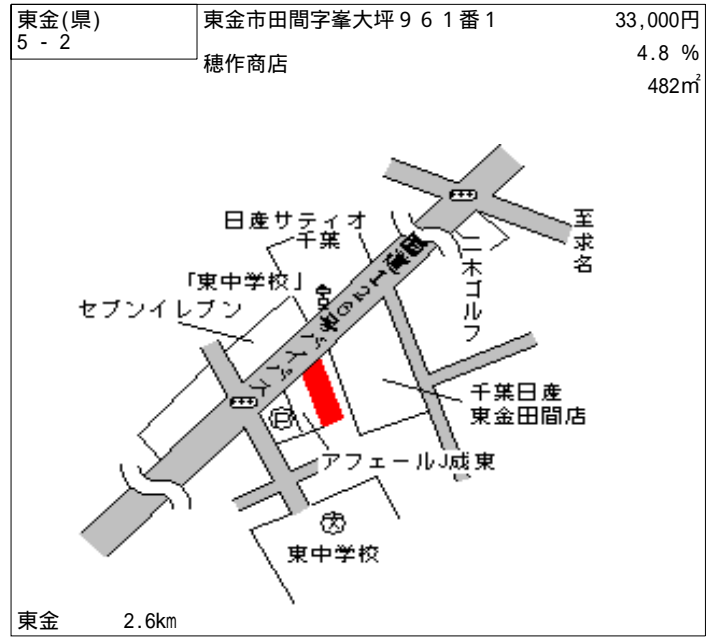 東金(県)
5 - 2
東金市田間字峯大坪９６１番１
33,000円
穂作商店
4.8 %
482㎡
日産サティオ
千葉
至求名
二木ゴルフ
国道126号バイパス
「東中学校」
セブンイレブン
千葉日産
東金田間店
アフェールJ成東
東中学校
東金
2.6km